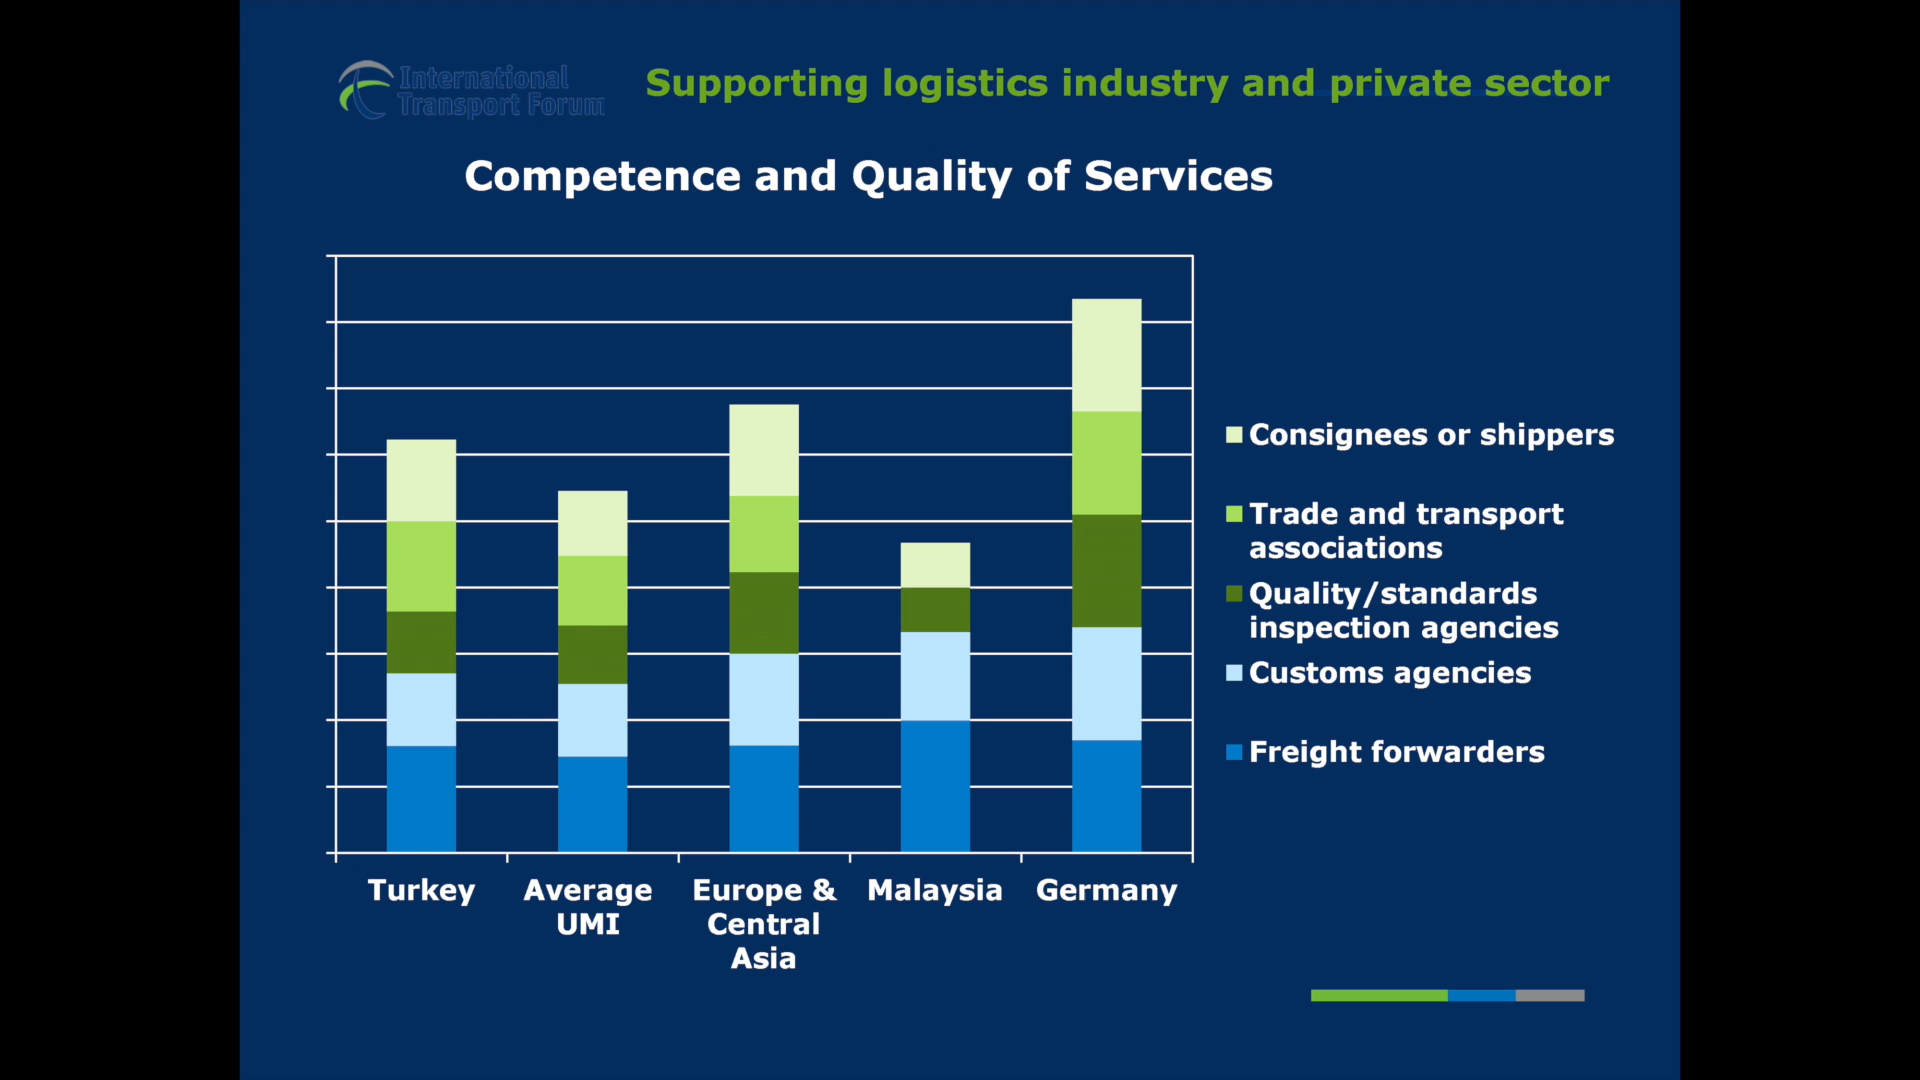 International
Transport Forum
Supporting logistics industry and private sector
Competence and Quality of Services
Consignees or shippers
Trade and transport
associations
Quality/standards
inspection agencies
Customs agencies
Freight forwarders
Turkey
Average
UMI
Europe &
Central
Asia
Malaysia
Germany